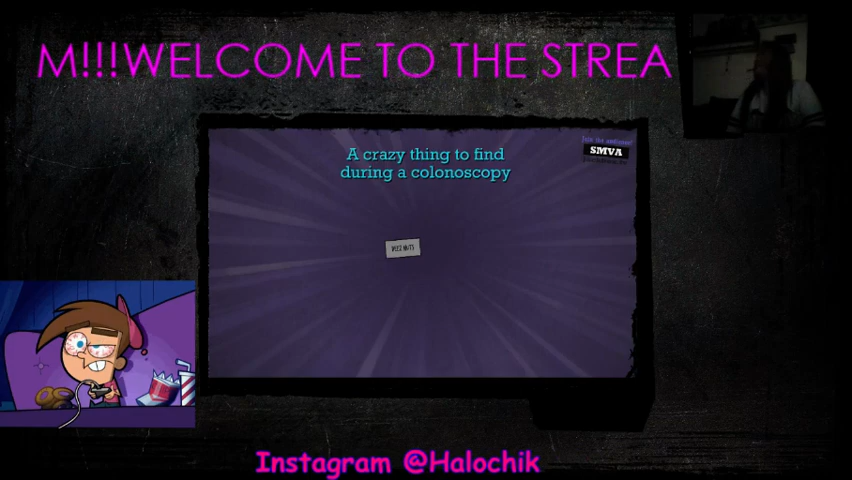 M!!!WELCOME TO THE STREA
A crazy thing to find
during a colonoscopy
SMVA
Instagram @Halochik